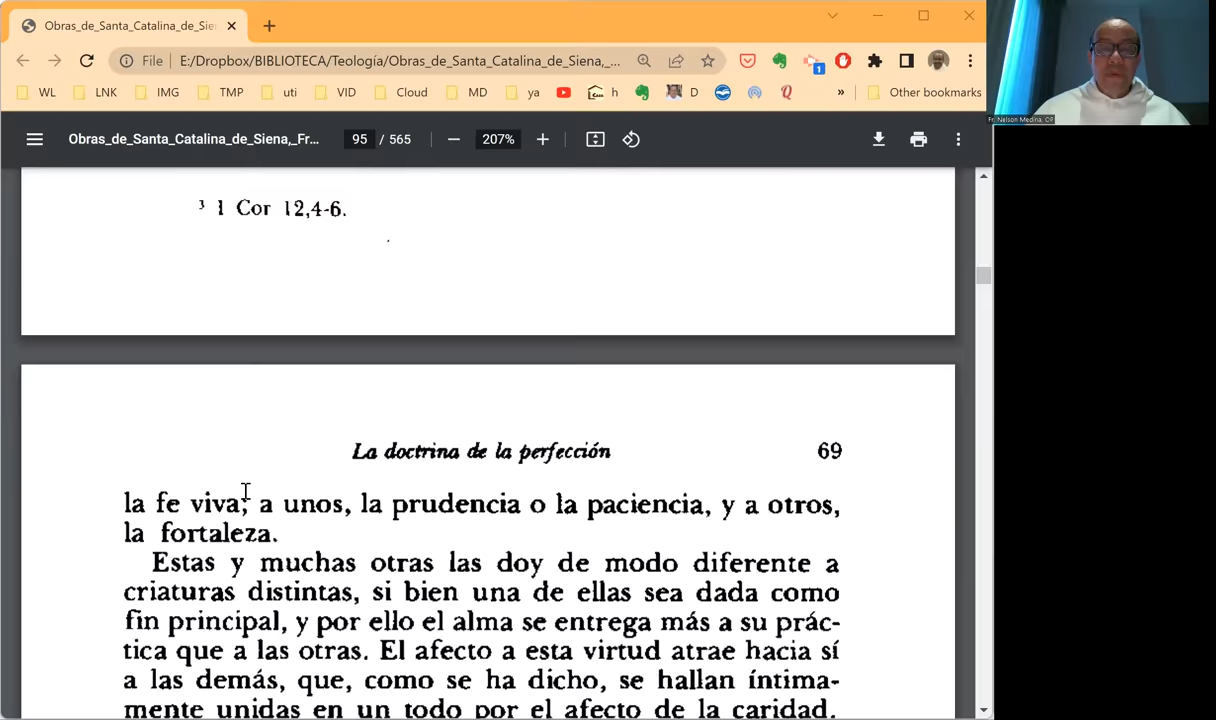 Obras_de_Santa_Catalina_de_Sie
File
E:/Dropbox/BIBLIOTECA/Teología/Obras_de_Santa_Catalina_de_Siena,_...
WL LNK IMG TMP uti VID Cloud MD ya h D » Other bookmarks
Obras_de_Santa_Catalina_de_Siena,_Fr... 95 / 565 207%
Fr. Nelson Medina, OP
³ 1 Cor 12,4-6.
La doctrina de la perfección 69
la fe viva; a unos, la prudencia o la paciencia, y a otros,
la fortaleza.
Estas y muchas otras las doy de modo diferente a
criaturas distintas, si bien una de ellas sea dada como
fin principal, y por ello el alma se entrega más a su prác-
tica que a las otras. El afecto a esta virtud atrae hacia sí
a las demás, que, como se ha dicho, se hallan íntima-
mente unidas en un todo por el afecto de la caridad.